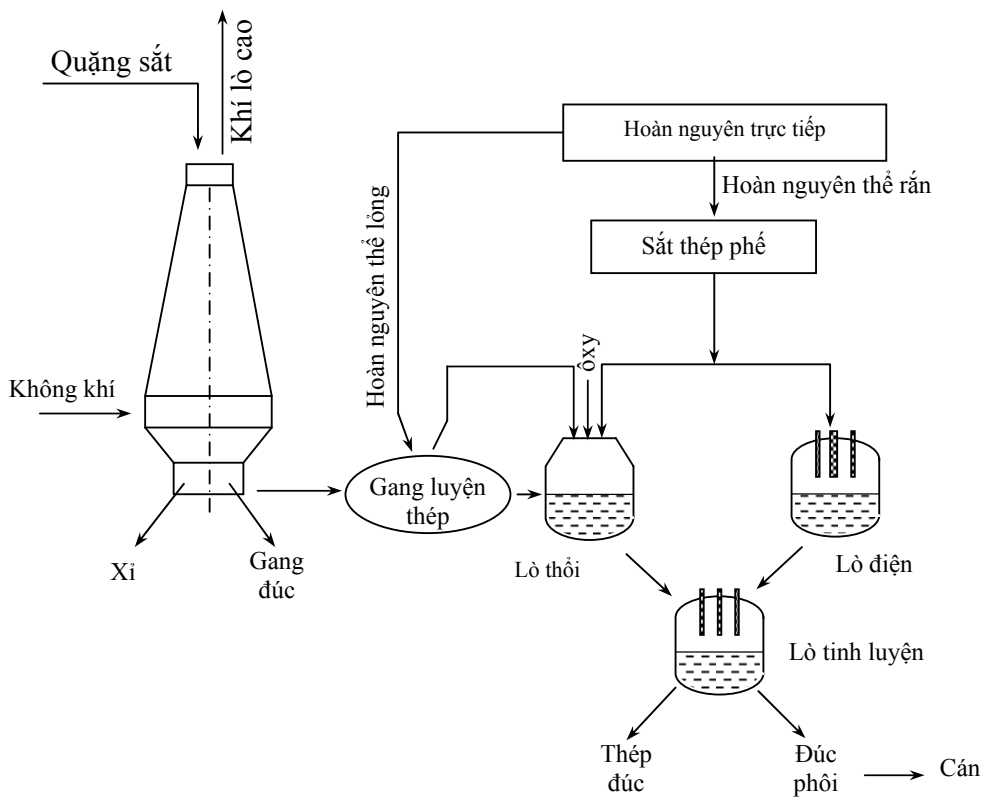 Quặng sắt
Khí lò cao
Hoàn nguyên trực tiếp
Hoàn nguyên thể rắn
Sắt thép phế
Hoàn nguyên thể lỏng
ôxy
Không khí
Gang luyện
thép
Xỉ
Gang
đúc
Lò thổi
Lò điện
Lò tinh luyện
Thép
đúc
Đúc
phôi
Cán